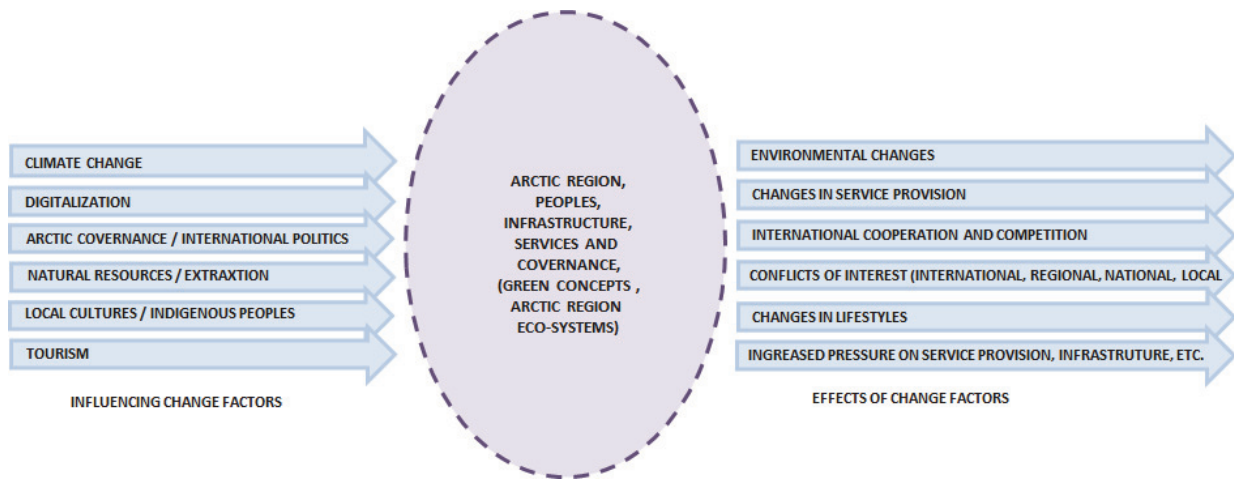 CLIMATE CHANGE
DIGITALIZATION
ARCTIC COVERNANCE / INTERNATIONAL POLITICS
NATURAL RESOURCES / EXTRAXTION
LOCAL CULTURES / INDIGENOUS PEOPLES
TOURISM
INFLUENCING CHANGE FACTORS
ARCTIC REGION,
PEOPLES,
INFRASTRUCTURE,
SERVICES AND
COVERNANCE,
(GREEN CONCEPTS ,
ARCTIC REGION
ECO-SYSTEMS)
ENVIRONMENTAL CHANGES
CHANGES IN SERVICE PROVISION
INTERNATIONAL COOPERATION AND COMPETITION
CONFLICTS OF INTEREST (INTERNATIONAL, REGIONAL, NATIONAL, LOCAL
CHANGES IN LIFESTYLES
INGREASED PRESSURE ON SERVICE PROVISION, INFRASTRUTURE, ETC.
EFFECTS OF CHANGE FACTORS